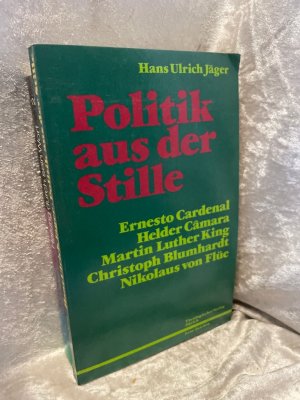 Hans Ulrich Jäger
Politik
aus der
Stille
Ernesto Cardenal
Helder Câmara
Martin Luther King
Christoph Blumhardt
Nikolaus von Flüe